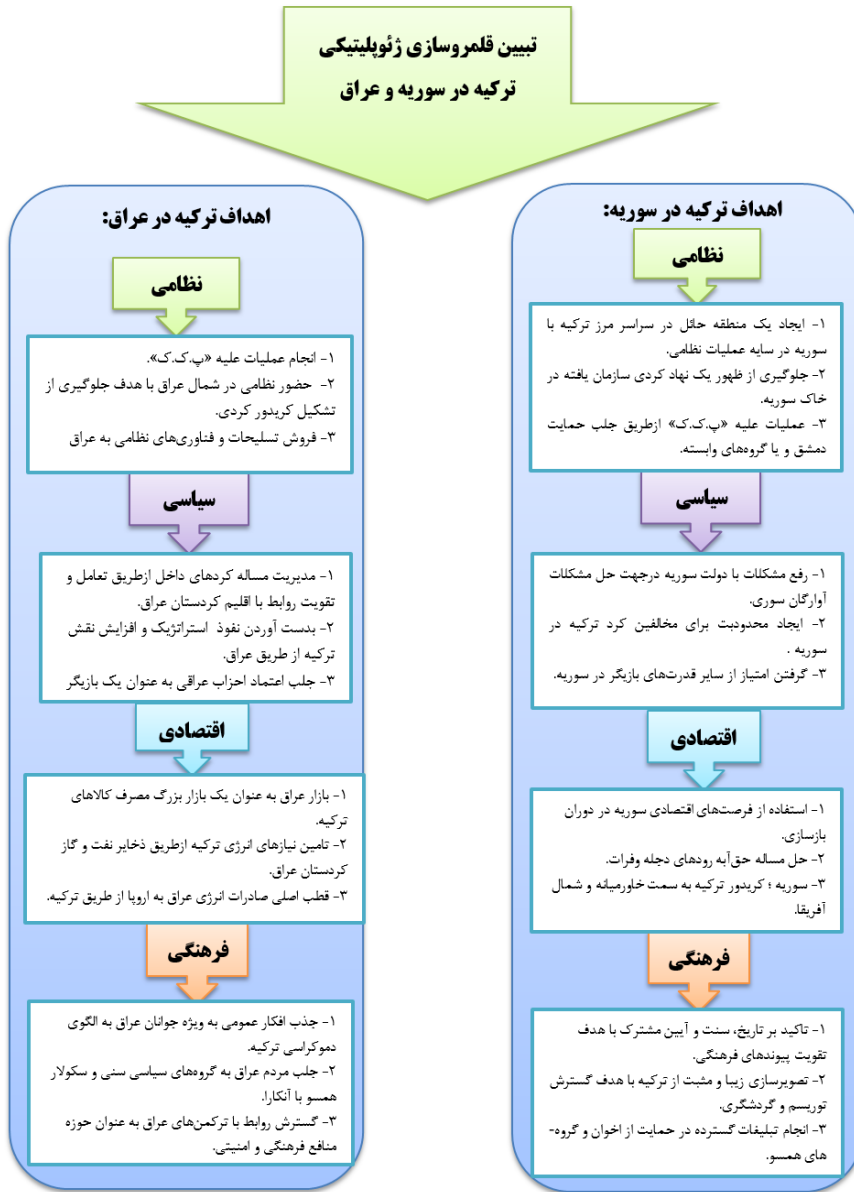 تبیین قلمروسازی ژئوپلیتیکی
ترکیه در سوریه و عراق
اهداف ترکیه در سوریه:
نظامی
۱- ایجاد یک منطقه حائل در سراسر مرز ترکیه با
سوریه در سایه عملیات نظامی.
۲- جلوگیری از ظهور یک نهاد کردی سازمان یافته در
خاک سوریه.
۳- عملیات علیه «پ.ک.ک» ازطریق جلب حمایت
دمشق و یا گروه‌های وابسته.
سیاسی
۱- رفع مشکلات با دولت سوریه درجهت حل مشکلات
آوارگان سوری.
۲- ایجاد محدودبت برای مخالفین کرد ترکیه در
سوریه .
۳- گرفتن امتیاز از سایر قدرت‌های بازیگر در سوریه.
اقتصادی
۱- استفاده از فرصت‌های اقتصادی سوریه در دوران
بازسازی.
۲- حل مساله حق‌آبه رودهای دجله وفرات.
۳- سوریه ؛ کریدور ترکیه به سمت خاورمیانه و شمال
آفریقا.
فرهنگی
۱- تاکید بر تاریخ، سنت و آیین مشترک با هدف
تقویت پیوندهای فرهنگی.
۲- تصویرسازی زیبا و مثبت از ترکیه با هدف گسترش
توریسم و گردشگری.
۳- انجام تبلیغات گسترده در حمایت از اخوان و گروه-
های همسو.
اهداف ترکیه در عراق:
نظامی
۱- انجام عملیات علیه «پ.ک.ک».
۲- حضور نظامی در شمال عراق با هدف جلوگیری از
تشکیل کریدور کردی.
۳- فروش تسلیحات و فناوری‌های نظامی به عراق
سیاسی
۱- مدیریت مساله کردهای داخل ازطریق تعامل و
تقویت روابط با اقلیم کردستان عراق.
۲- بدست آوردن نفوذ استراتژیک و افزایش نقش
ترکیه از طریق عراق.
۳- جلب اعتماد احزاب عراقی به عنوان یک بازیگر
اقتصادی
۱- بازار عراق به عنوان یک بازار بزرگ مصرف کالاهای
ترکیه.
۲- تامین نیازهای انرژی ترکیه ازطریق ذخایر نفت و گاز
کردستان عراق.
۳- قطب اصلی صادرات انرژی عراق به اروپا از طریق ترکیه.
فرهنگی
۱- جذب افکار عمومی به ویژه جوانان عراق به الگوی
دموکراسی ترکیه.
۲- جلب مردم عراق به گروه‌های سیاسی سنی و سکولار
همسو با آنکارا.
۳- گسترش روابط با ترکمن‌های عراق به عنوان حوزه
منافع فرهنگی و امنیتی.